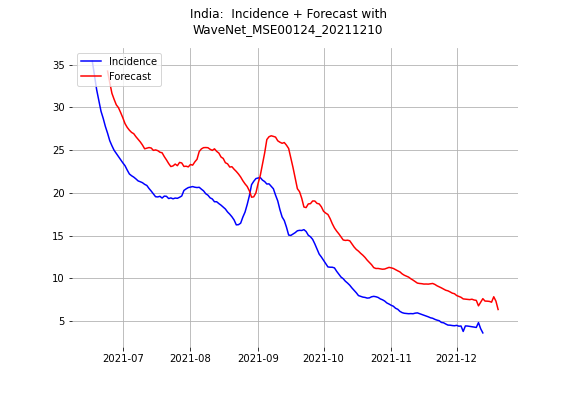 India:  Incidence + Forecast with
WaveNet_MSE00124_20211210
Incidence
Forecast
35
30
25
20
15
10
5
2021-07 2021-08 2021-09 2021-10 2021-11 2021-12